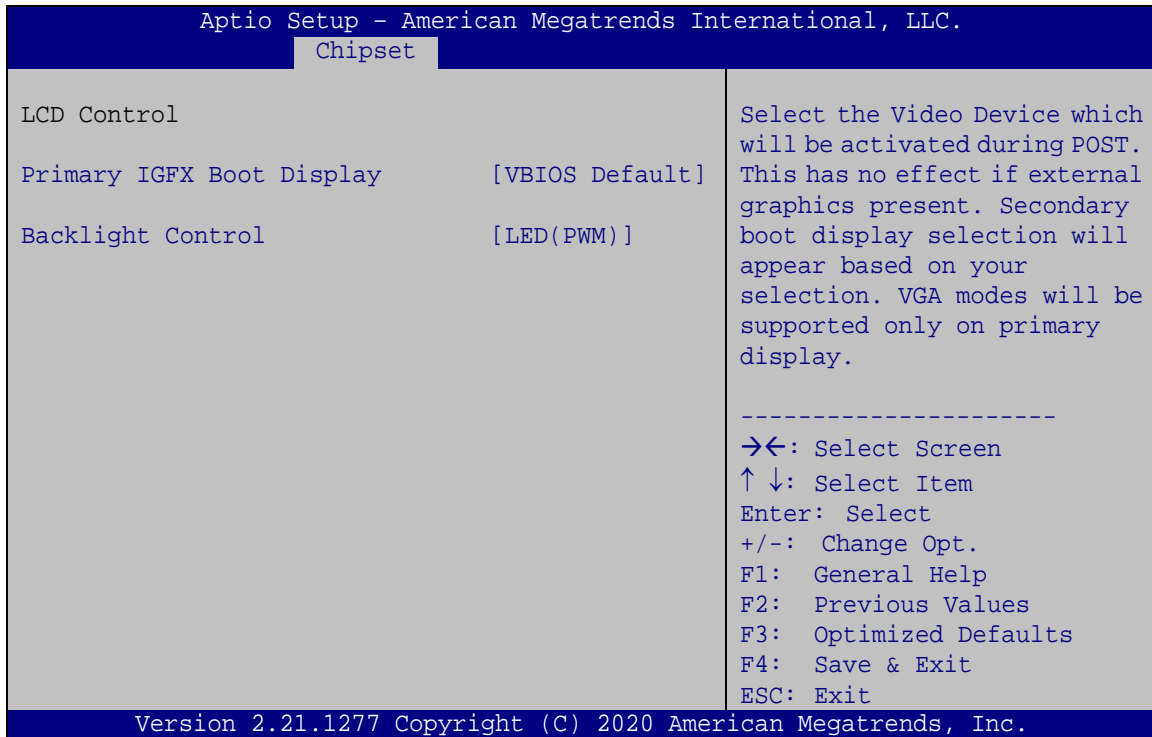 Aptio Setup – American Megatrends International, LLC.
Chipset
LCD Control
Primary IGFX Boot Display [VBIOS Default]
Backlight Control [LED(PWM)]
Select the Video Device which
will be activated during POST.
This has no effect if external
graphics present. Secondary
boot display selection will
appear based on your
selection. VGA modes will be
supported only on primary
display.
----------------------
→←: Select Screen
↑ ↓: Select Item
Enter: Select
+/-: Change Opt.
F1: General Help
F2: Previous Values
F3: Optimized Defaults
F4: Save & Exit
ESC: Exit
Version 2.21.1277 Copyright (C) 2020 American Megatrends, Inc.